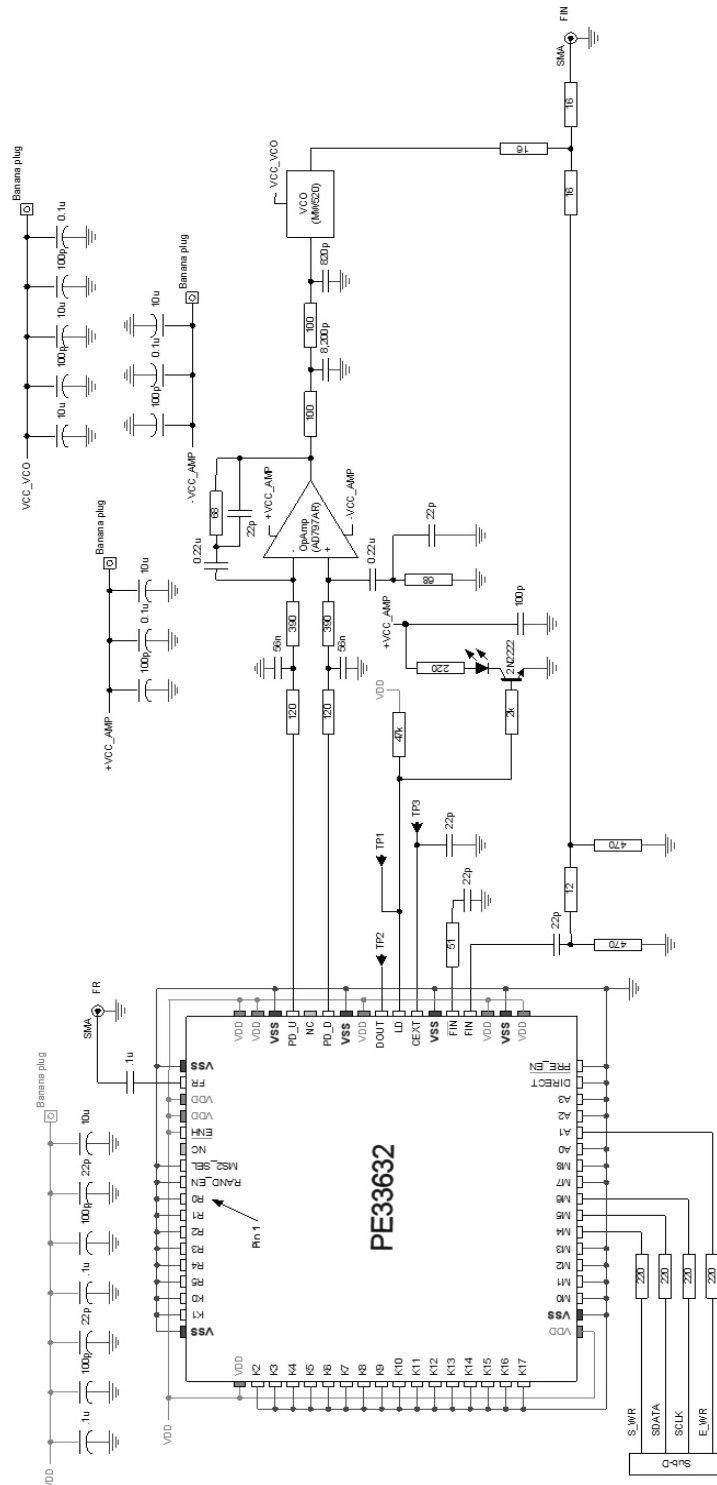 FIN
SMA
16
16
16
Banana plug
VCC_VCO
10u
100p
10u
100p
0.1u
Banana plug
-VCC_AMP
100p
0.1u
10u
VCC_VCO
VCO
(MW520)
820p
100
8,200p
100
68
22p
0.22u
+VCC_AMP
OpAmp
(AD797AR)
-
+
-VCC_AMP
0.22u
22p
68
Banana plug
+VCC_AMP
100p
0.1u
10u
390
390
56n
56n
120
120
+VCC_AMP
100p
220
2N2222
2k
VDD
47k
TP1
TP2
TP3
22p
22p
51
22p
12
470
470
FR
SMA
.1u
Banana plug
VDD
.1u
100p
22p
.1u
100p
22p
10u
VDD
VDD
VSS
PD_U
NC
PD_D
VSS
VDD
DOUT
LD
CEXT
VSS
FIN
FIN
VDD
VSS
VDD
VSS
FR
VDD
VDD
ENH
NC
MS2_SEL
RAND_EN
R0
R1
R2
R3
R4
R5
K0
K1
VSS
Pin 1
PE33632
PRE_EN
DIRECT
A3
A2
A1
A0
M8
M7
M6
M5
M4
M3
M2
M1
M0
VSS
VDD
VDD
VDD
K2
K3
K4
K5
K6
K7
K8
K9
K10
K11
K12
K13
K14
K15
K16
K17
220
220
220
220
S_WR
SDATA
SCLK
E_WR
Sub-D